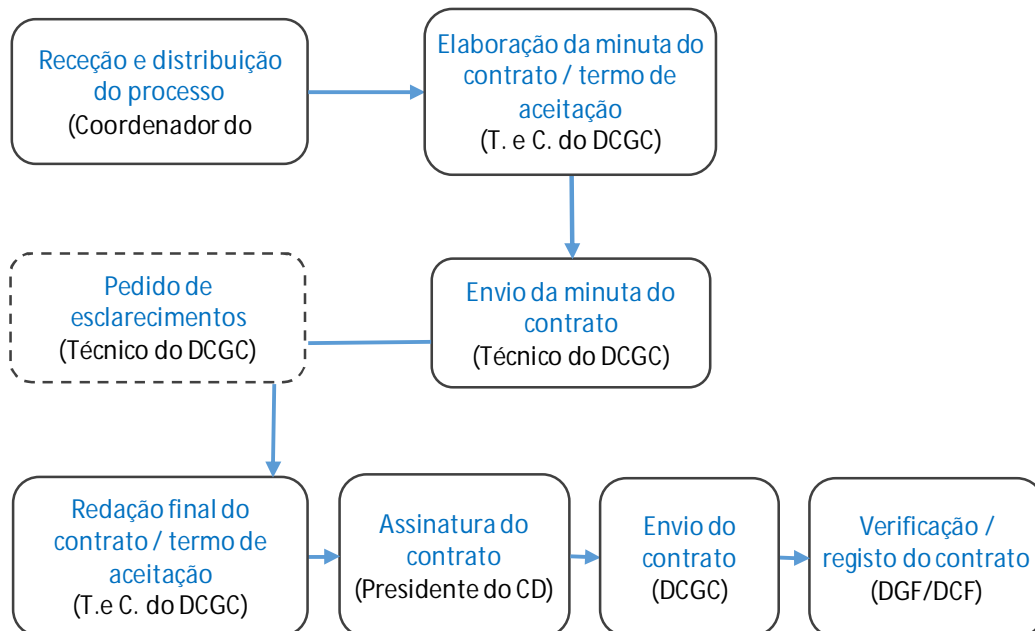 Receção e distribuição
do processo
(Coordenador do
Elaboração da minuta do
contrato / termo de
aceitação
(T. e C. do DCGC)
Pedido de
esclarecimentos
(Técnico do DCGC)
Envio da minuta do
contrato
(Técnico do DCGC)
Redação final do
contrato / termo de
aceitação
(T.e C. do DCGC)
Assinatura do
contrato
(Presidente do CD)
Envio do
contrato
(DCGC)
Verificação /
registo do contrato
(DGF/DCF)